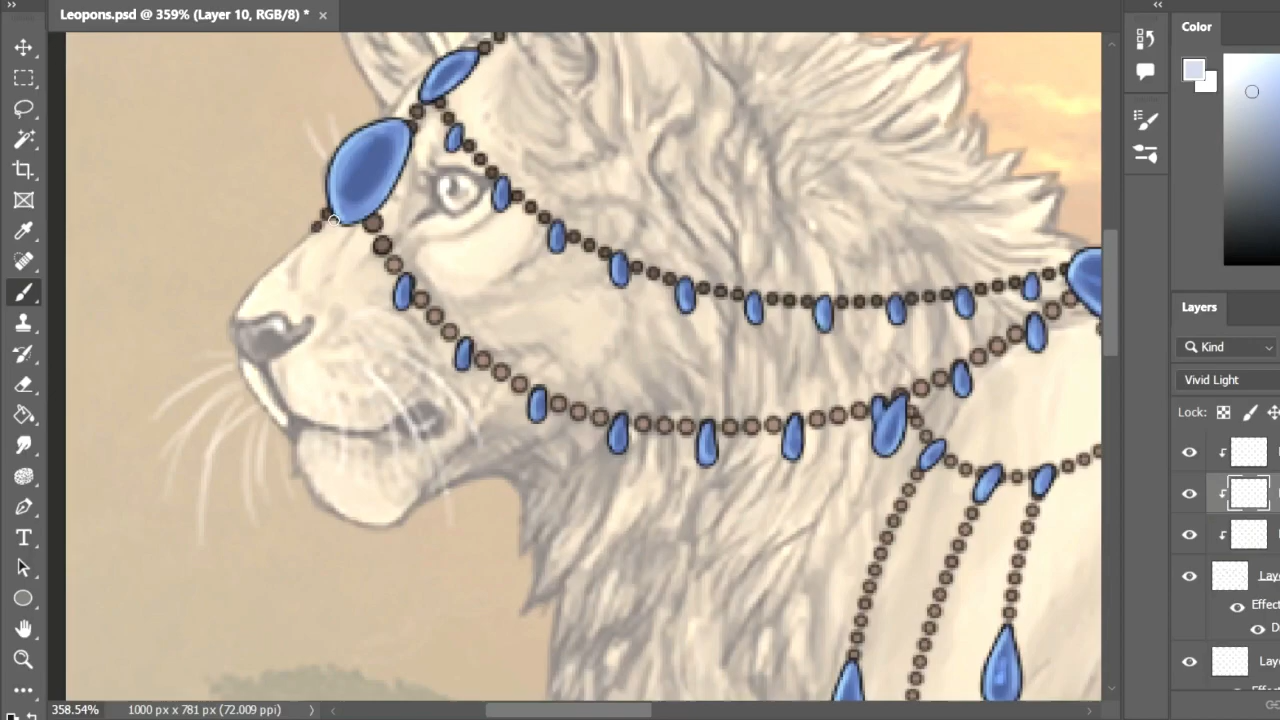 Leopons.psd @ 359% (Layer 10, RGB/8) *
Color
Layers
Kind
Vivid Light
Lock:
Effec
358.54%
1000 px x 781 px (72.009 ppi)